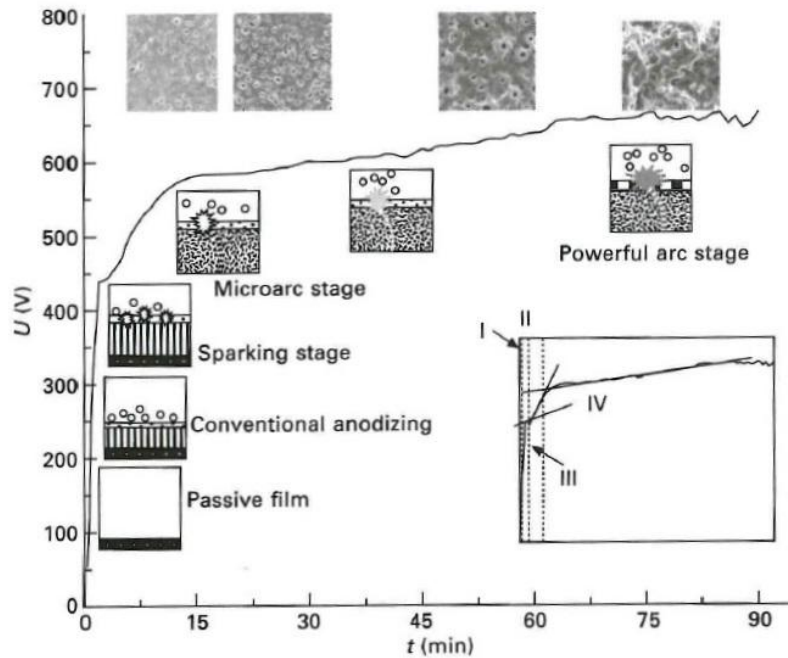 800
700
600
500
400
300
200
100
0
U (V)
Microarc stage
Sparking stage
Conventional anodizing
Passive film
Powerful arc stage
I
II
III
IV
0
15
30
45
60
75
90
t (min)